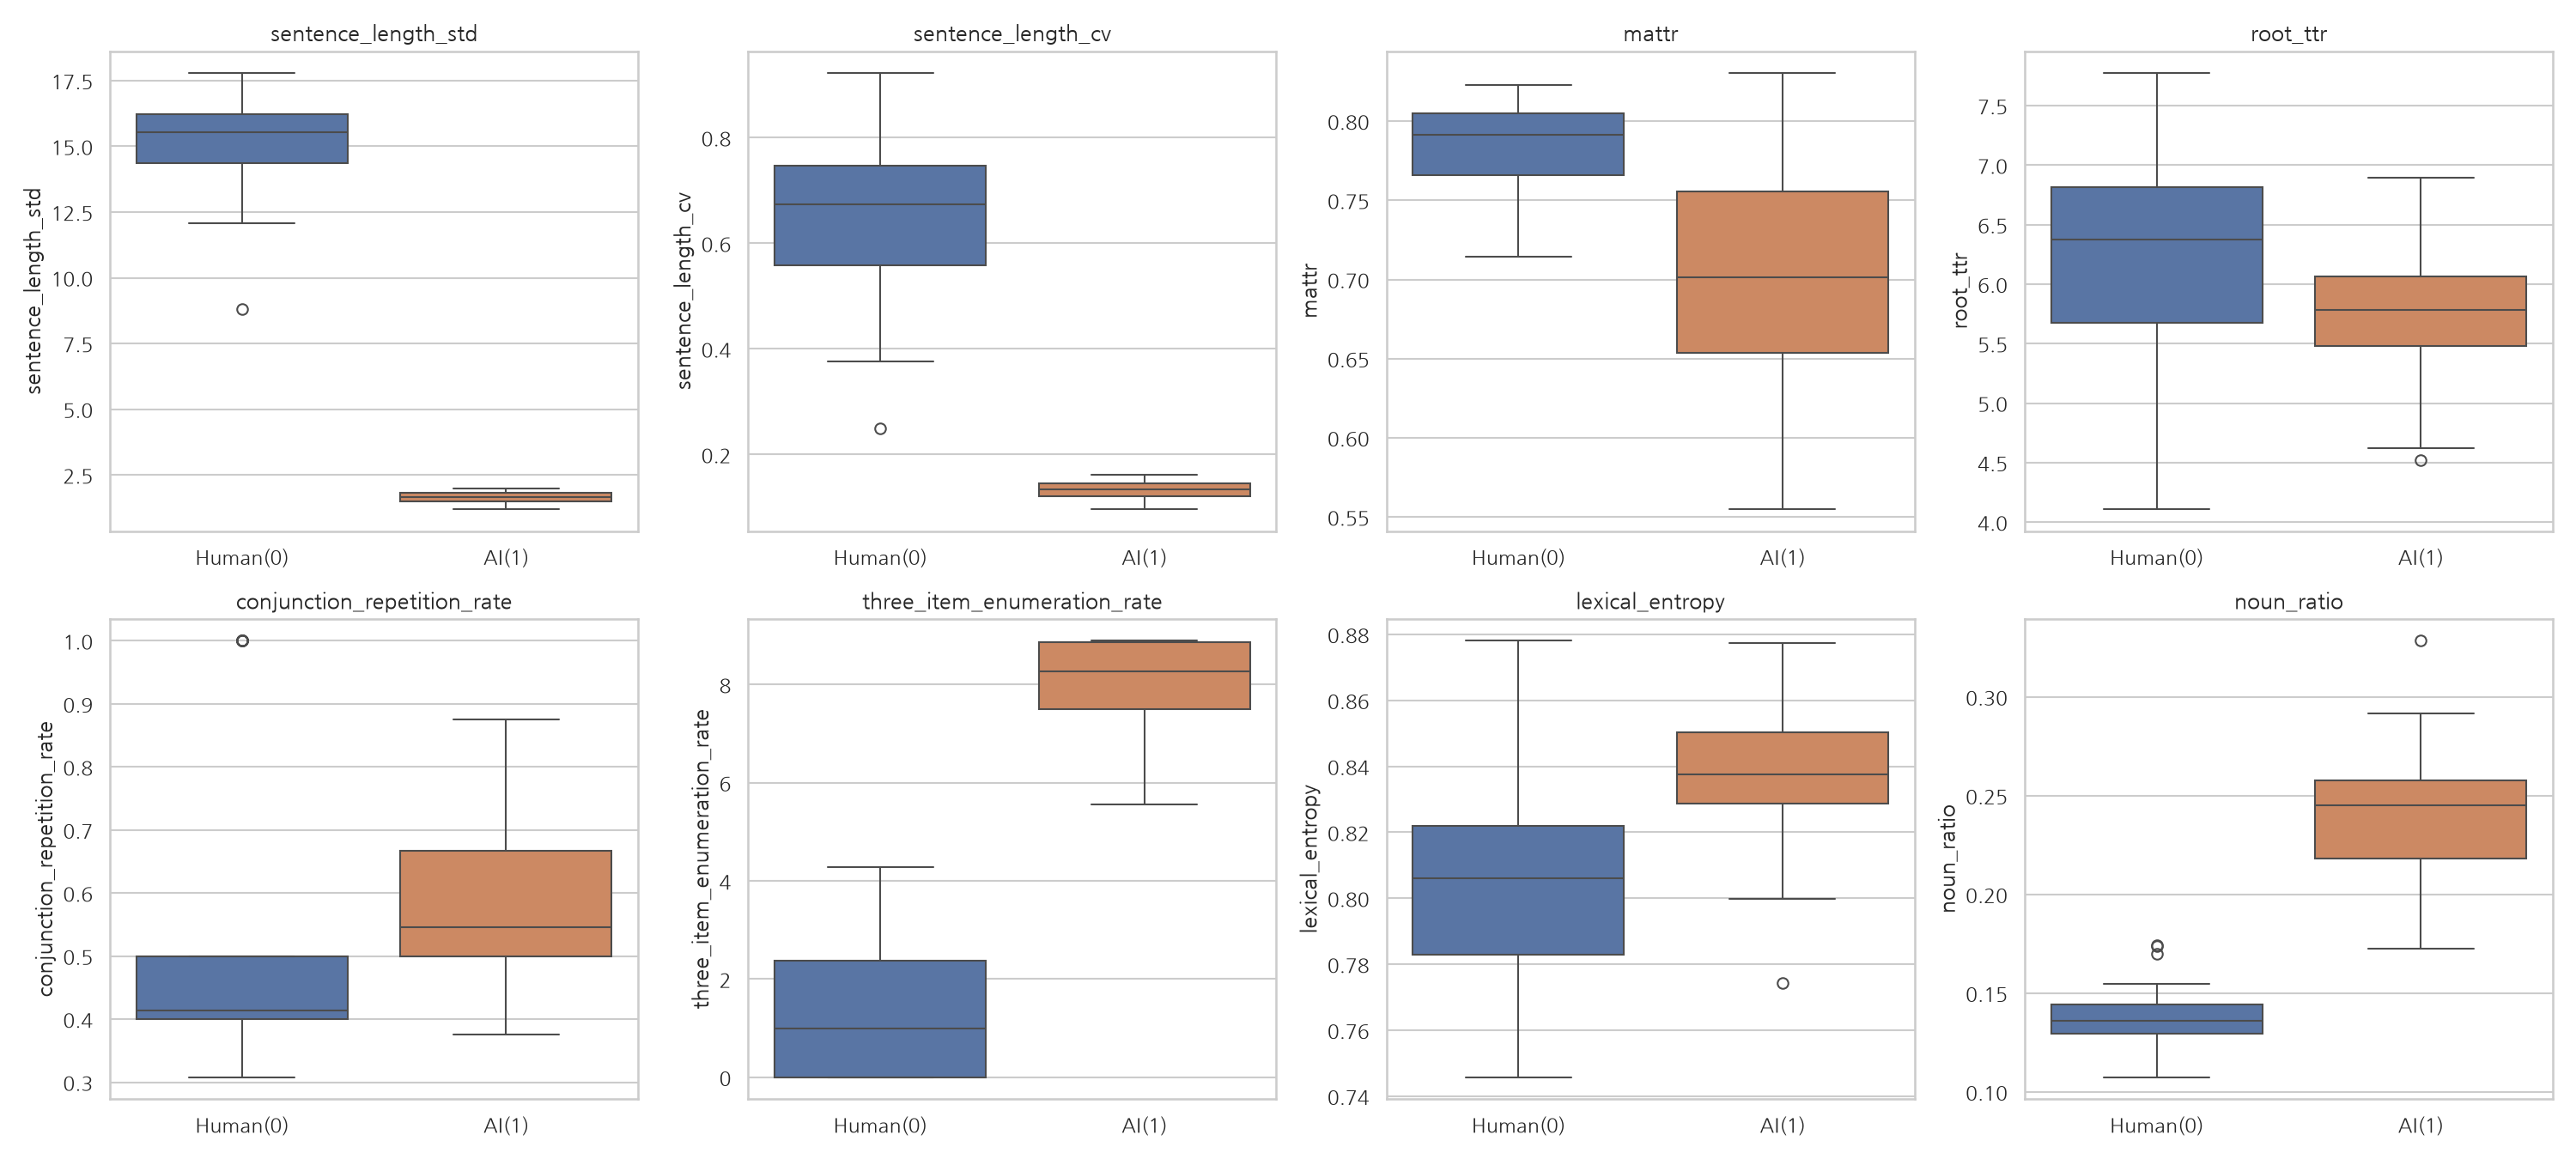 sentence_length_std
sentence_length_std
17.5
15.0
12.5
10.0
7.5
5.0
2.5
Human(0) AI(1)
sentence_length_cv
sentence_length_cv
0.8
0.6
0.4
0.2
Human(0) AI(1)
mattr
mattr
0.80
0.75
0.70
0.65
0.60
0.55
Human(0) AI(1)
root_ttr
root_ttr
7.5
7.0
6.5
6.0
5.5
5.0
4.5
4.0
Human(0) AI(1)
conjunction_repetition_rate
conjunction_repetition_rate
1.0
0.9
0.8
0.7
0.6
0.5
0.4
0.3
Human(0) AI(1)
three_item_enumeration_rate
three_item_enumeration_rate
8
6
4
2
0
Human(0) AI(1)
lexical_entropy
lexical_entropy
0.88
0.86
0.84
0.82
0.80
0.78
0.76
0.74
Human(0) AI(1)
noun_ratio
noun_ratio
0.30
0.25
0.20
0.15
0.10
Human(0) AI(1)